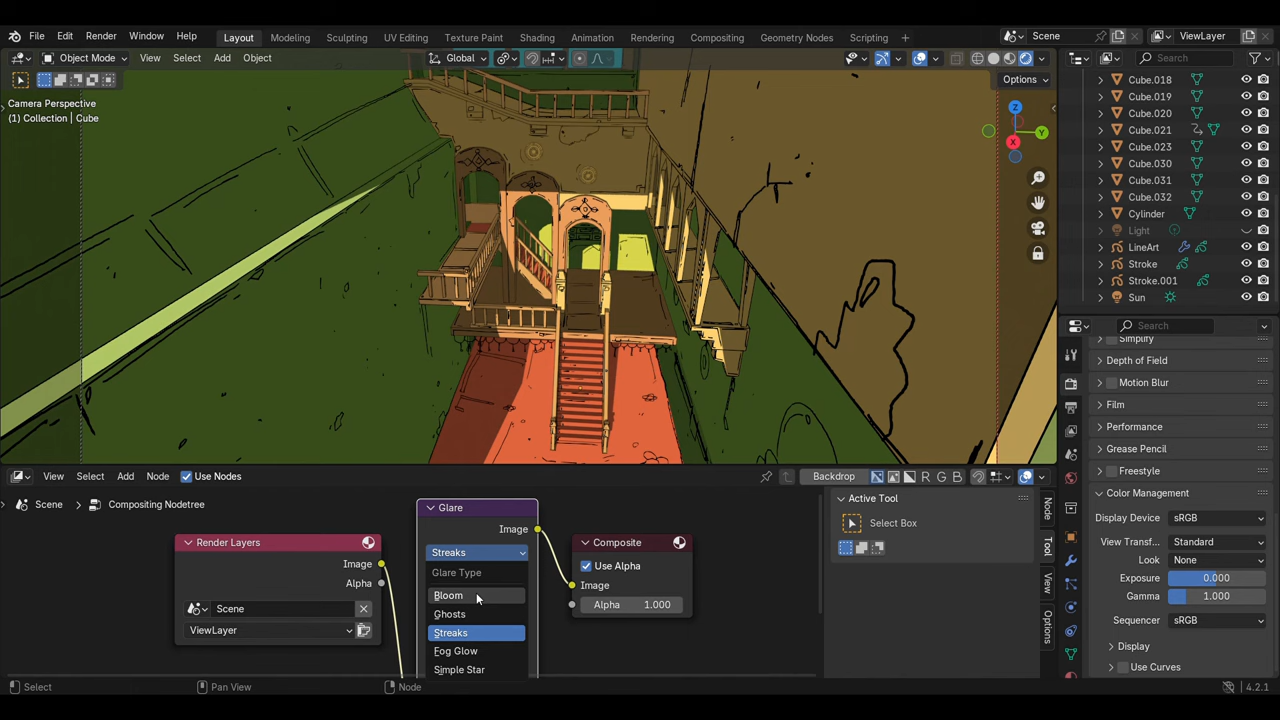 File Edit Render Window Help Layout Modeling Sculpting UV Editing Texture Paint Shading Animation Rendering Compositing Geometry Nodes Scripting + Scene ViewLayer
Object Mode View Select Add Object Global Search
Options
Camera Perspective
(1) Collection | Cube
Z
Y
X
Cube.018
Cube.019
Cube.020
Cube.021
Cube.023
Cube.030
Cube.031
Cube.032
Cylinder
Light
LineArt
Stroke
Stroke.001
Sun
Search
Simplify
Depth of Field
Motion Blur
Film
Performance
Grease Pencil
Freestyle
Color Management
Display Device sRGB
View Transf... Standard
Look None
Exposure 0.000
Gamma 1.000
Sequencer sRGB
Display
Use Curves
View Select Add Node Use Nodes Backdrop R G B
Scene > Compositing Nodetree
Render Layers
Image
Alpha
Scene
ViewLayer
Glare
Image
Streaks
Glare Type
Bloom
Ghosts
Streaks
Fog Glow
Simple Star
Composite
Use Alpha
Image
Alpha 1.000
Active Tool
Select Box
Node
Tool
View
Options
Select Pan View Node 4.2.1